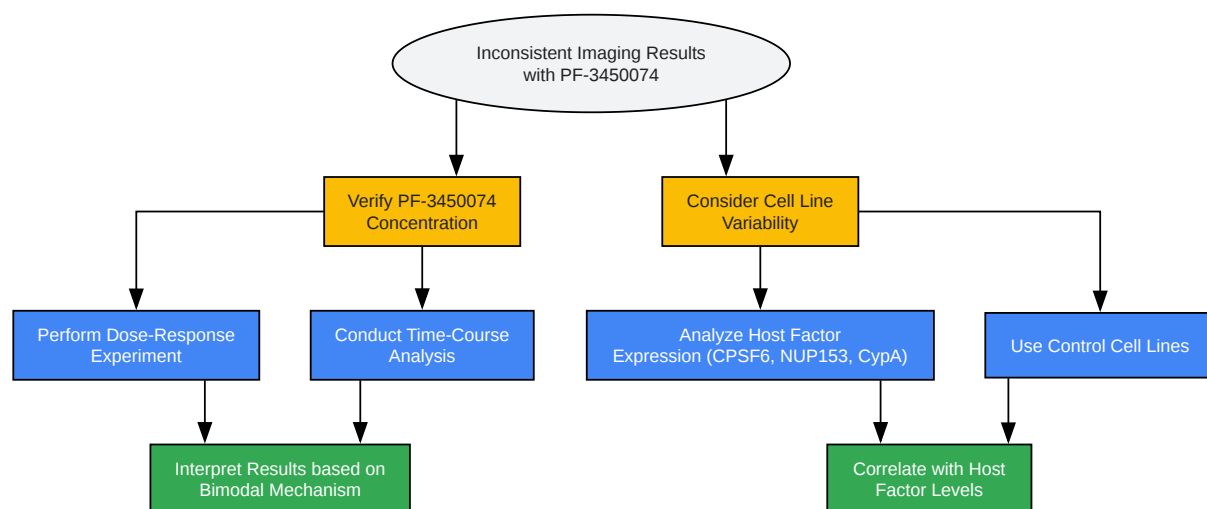 Inconsistent Imaging Results
with PF-3450074
Verify PF-3450074
Concentration
Consider Cell Line
Variability
Perform Dose-Response
Experiment
Conduct Time-Course
Analysis
Analyze Host Factor
Expression (CPSF6, NUP153, CypA)
Use Control Cell Lines
Interpret Results based on
Bimodal Mechanism
Correlate with Host
Factor Levels